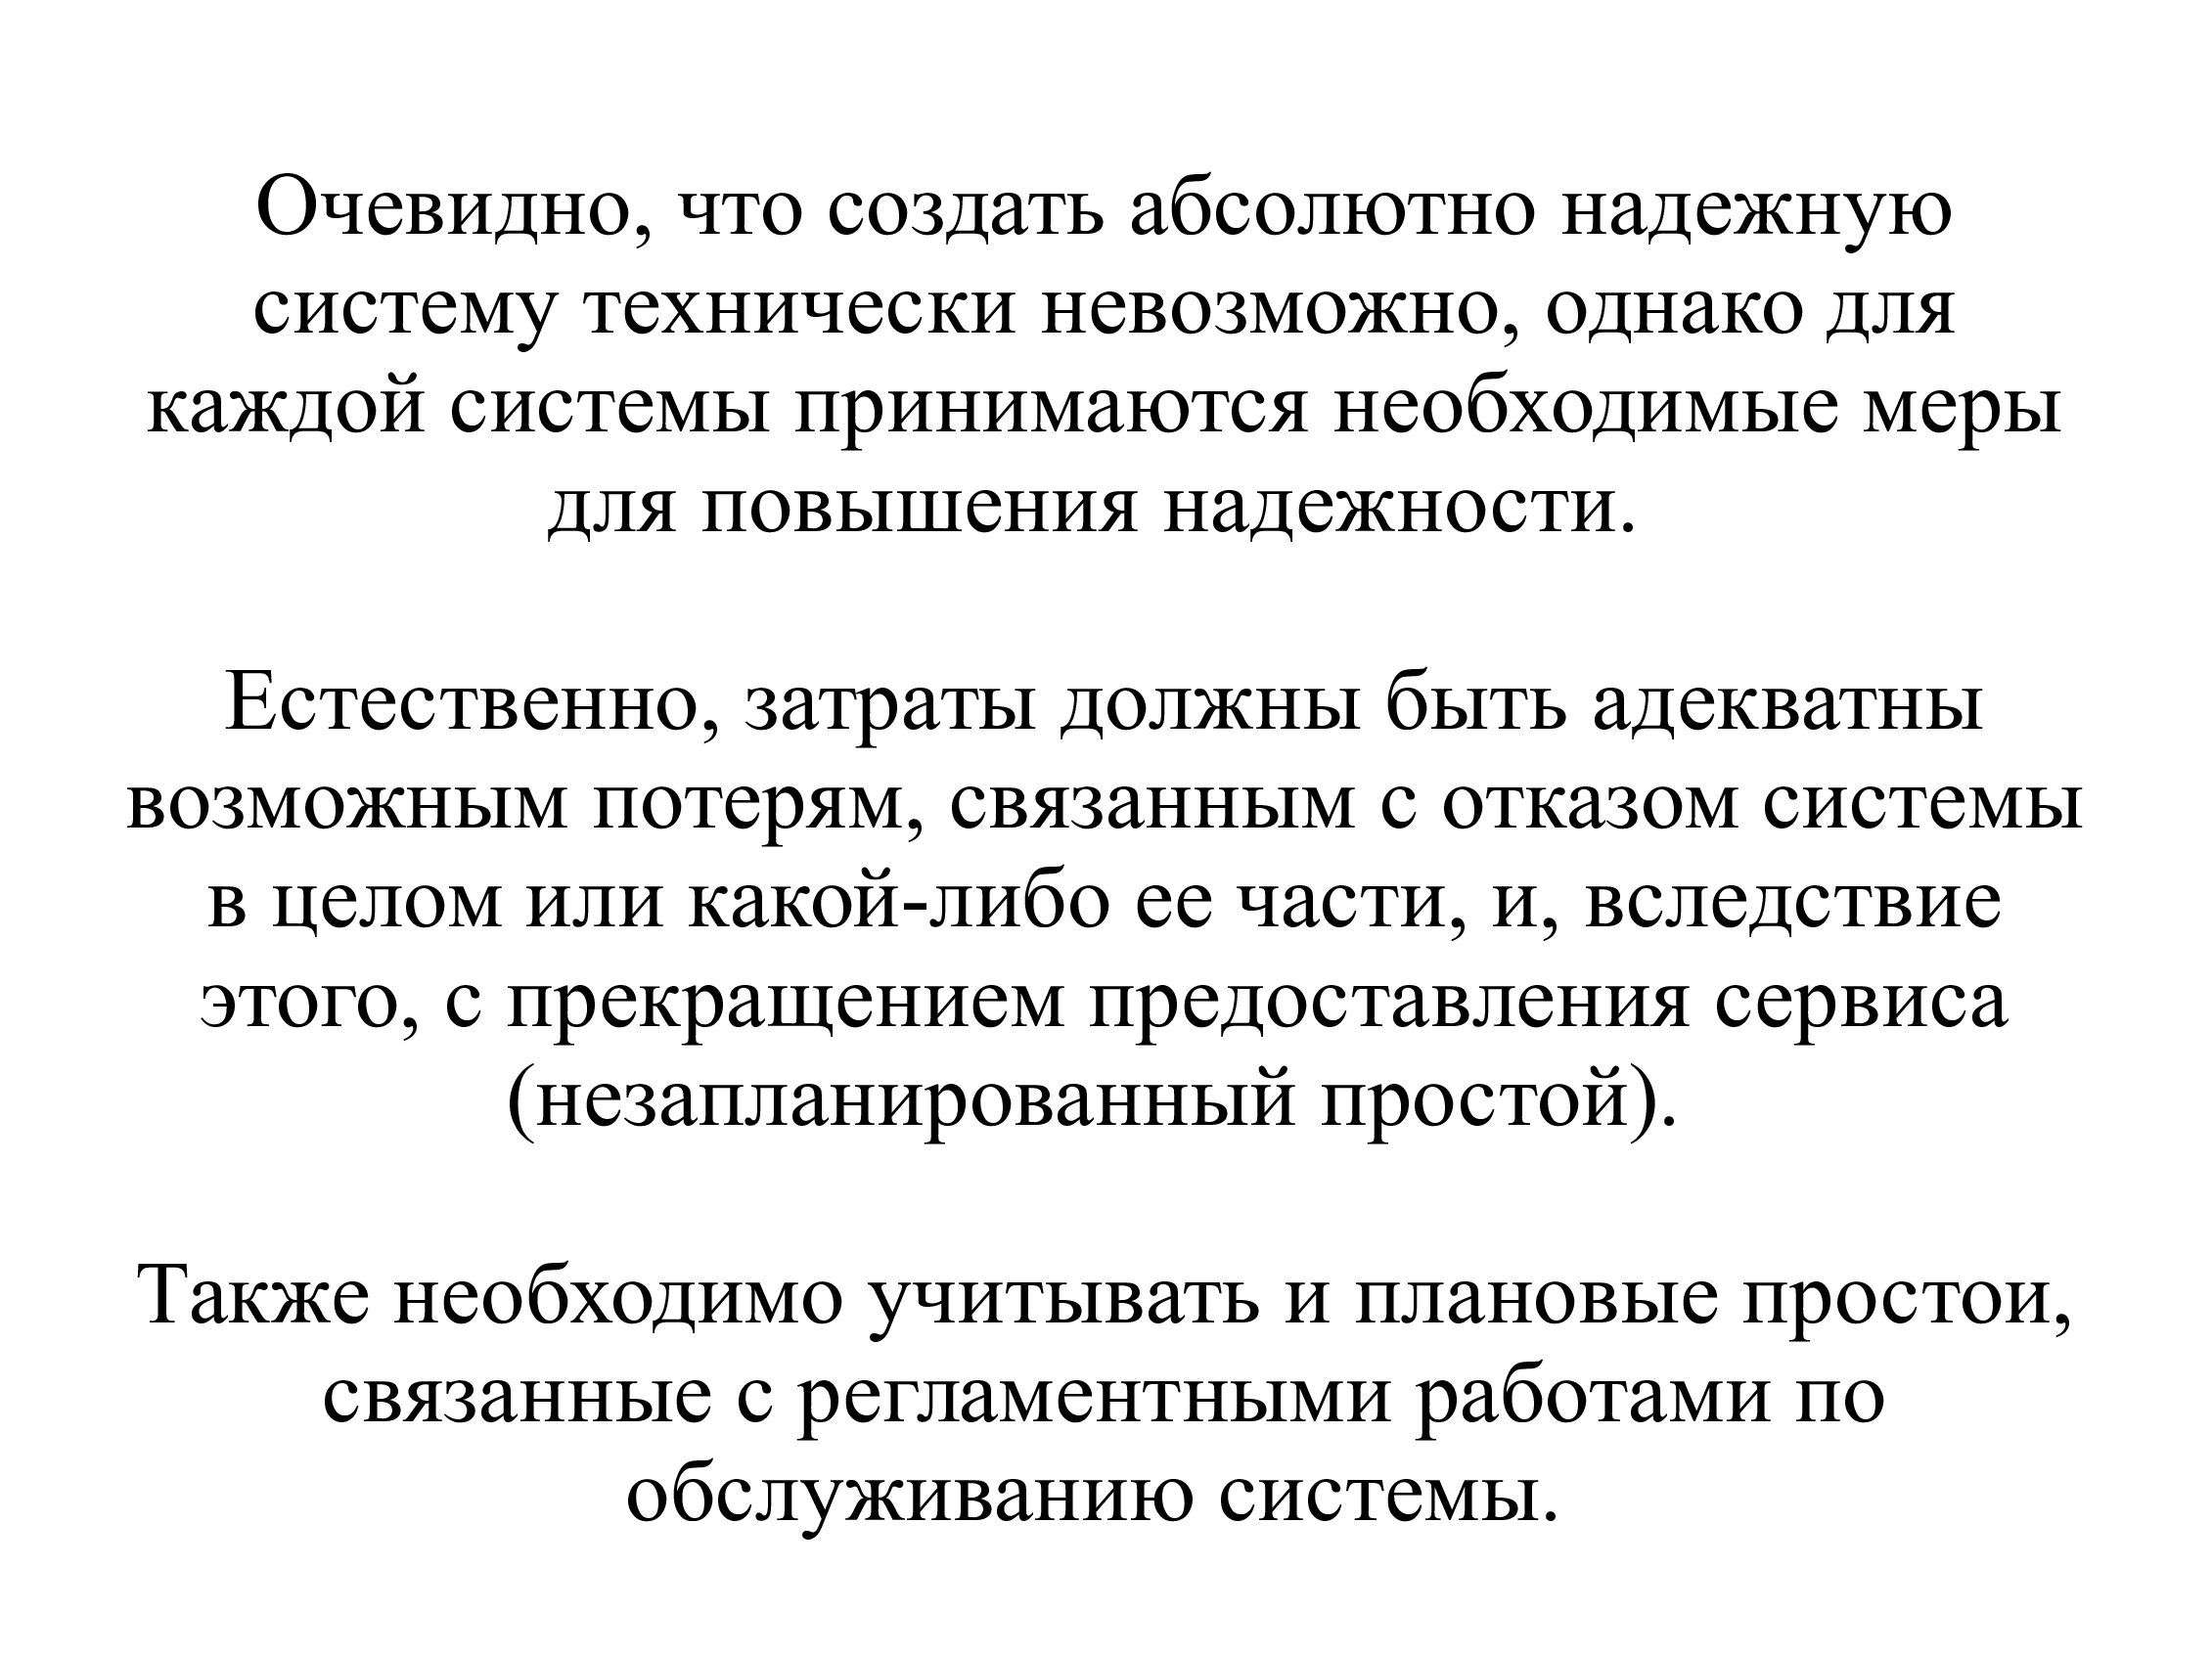 Очевидно, что создать абсолютно надежную
систему технически невозможно, однако для
каждой системы принимаются необходимые меры
для повышения надежности.
Естественно, затраты должны быть адекватны
возможным потерям, связанным с отказом системы
в целом или какой-либо ее части, и, вследствие
этого, с прекращением предоставления сервиса
(незапланированный простой).
Также необходимо учитывать и плановые простои,
связанные с регламентными работами по
обслуживанию системы.